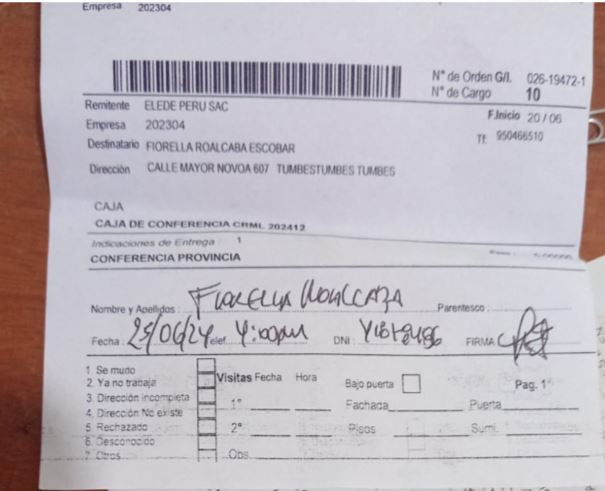 Empresa 202304
N° de Orden G/I. 026-19472-1
N° de Cargo 10
Remitente ELEDE PERU SAC
F.Inicio 20/06
Empresa 202304
Tf: 950466510
Destinatario FIORELLA ROALCABA ESCOBAR
Dirección CALLE MAYOR NOVOA 607 TUMBESTUMBES TUMBES
CAJA
CAJA DE CONFERENCIA CRML 202412
Indicaciones de Entrega : 1
CONFERENCIA PROVINCIA
Nombre y Apellidos : FIORELLA ROALCAZA Parentesco :
Fecha : 25/06/24 Telef. 4:00pm DNI : FIRMA
1. Se mudo
2. Ya no trabaja Visitas Fecha Hora Bajo puerta Pag. 1
3. Dirección incompleta 1° Fachada Puerta
4. Dirección No existe
5. Rechazado 2° Pisos Sumi.
6. Desconocido
7. Otros Obs.